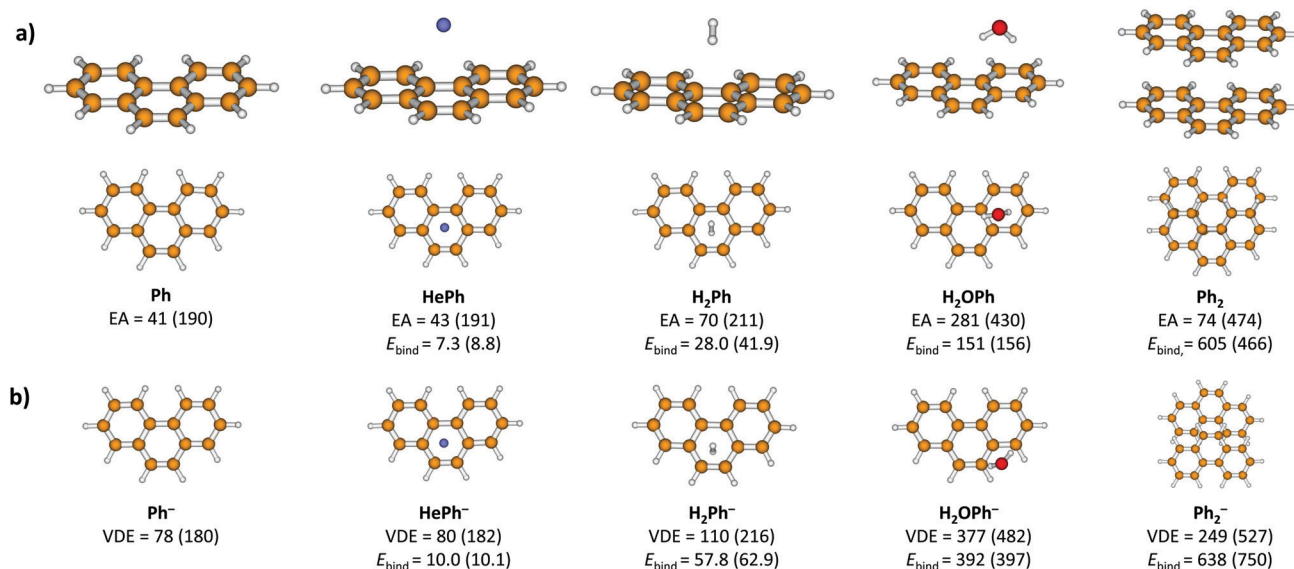 a)
Ph
EA = 41 (190)
HePh
EA = 43 (191)
E_bind = 7.3 (8.8)
H₂Ph
EA = 70 (211)
E_bind = 28.0 (41.9)
H₂OPh
EA = 281 (430)
E_bind = 151 (156)
Ph₂
EA = 74 (474)
E_bind, = 605 (466)
b)
Ph⁻
VDE = 78 (180)
HePh⁻
VDE = 80 (182)
E_bind = 10.0 (10.1)
H₂Ph⁻
VDE = 110 (216)
E_bind = 57.8 (62.9)
H₂OPh⁻
VDE = 377 (482)
E_bind = 392 (397)
Ph₂⁻
VDE = 249 (527)
E_bind = 638 (750)